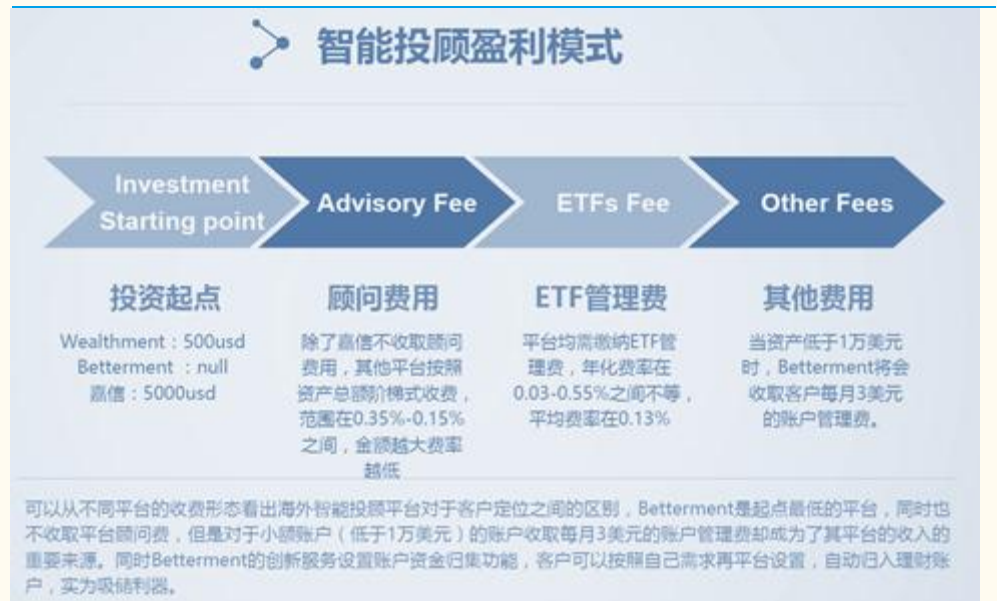 智能投顾盈利模式
Investment
Starting point
Advisory Fee
ETFs Fee
Other Fees
投资起点
Wealthment：500usd
Betterment ：null
嘉信：5000usd
顾问费用
除了嘉信不收取顾问
费用，其他平台按照
资产总额阶梯式收费，
范围在0.35%-0.15%
之间，金额越大费率
越低
ETF管理费
平台均需缴纳ETF管
理费，年化费率在
0.03-0.55%之间不等，
平均费率在0.13%
其他费用
当资产低于1万美元
时，Betterment将会
收取客户每月3美元
的账户管理费。
可以从不同平台的收费形态看出海外智能投顾平台对于客户定位之间的区别，Betterment是起点最低的平台，同时也
不收取平台顾问费，但是对于小额账户（低于1万美元）的账户收取每月3美元的账户管理费却成为了其平台的收入的
重要来源。同时Betterment的创新服务设置账户资金归集功能，客户可以按照自己需求再平台设置，自动归入理财账
户，实为吸储利器。